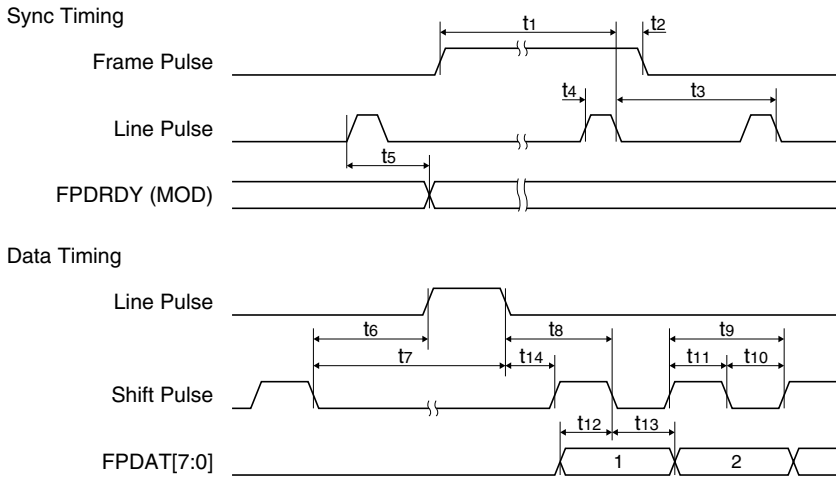 Sync Timing
t1 t2
Frame Pulse
t4 t3
Line Pulse
t5
FPDRDY (MOD)
Data Timing
Line Pulse
t6 t8 t9
t7 t14 t11 t10
Shift Pulse
t12 t13
FPDAT[7:0] 1 2